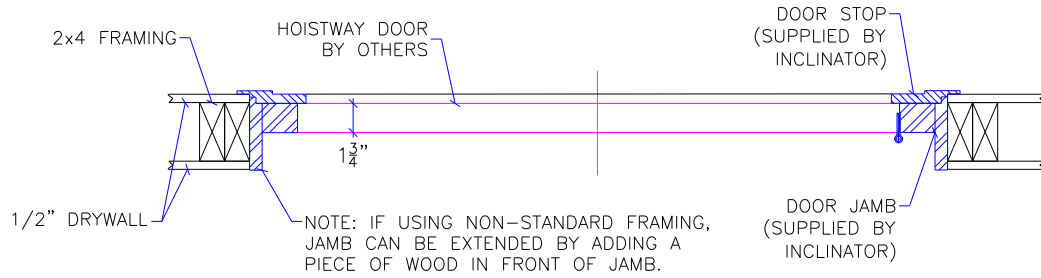 2x4 FRAMING
HOISTWAY DOOR
BY OTHERS
DOOR STOP
(SUPPLIED BY
INCLINATOR)
1 3/4"
1/2" DRYWALL
NOTE: IF USING NON-STANDARD FRAMING,
JAMB CAN BE EXTENDED BY ADDING A
PIECE OF WOOD IN FRONT OF JAMB.
DOOR JAMB
(SUPPLIED BY
INCLINATOR)